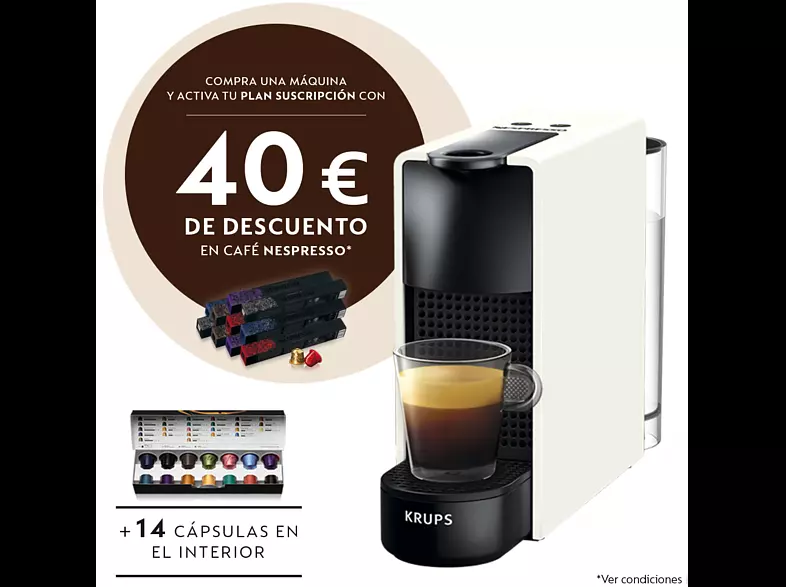 COMPRA UNA MÁQUINA
Y ACTIVA TU PLAN SUSCRIPCIÓN CON
40 €
DE DESCUENTO
EN CAFÉ NESPRESSO*
NESPRESSO
KRUPS
+14 CÁPSULAS EN
EL INTERIOR
*Ver condiciones